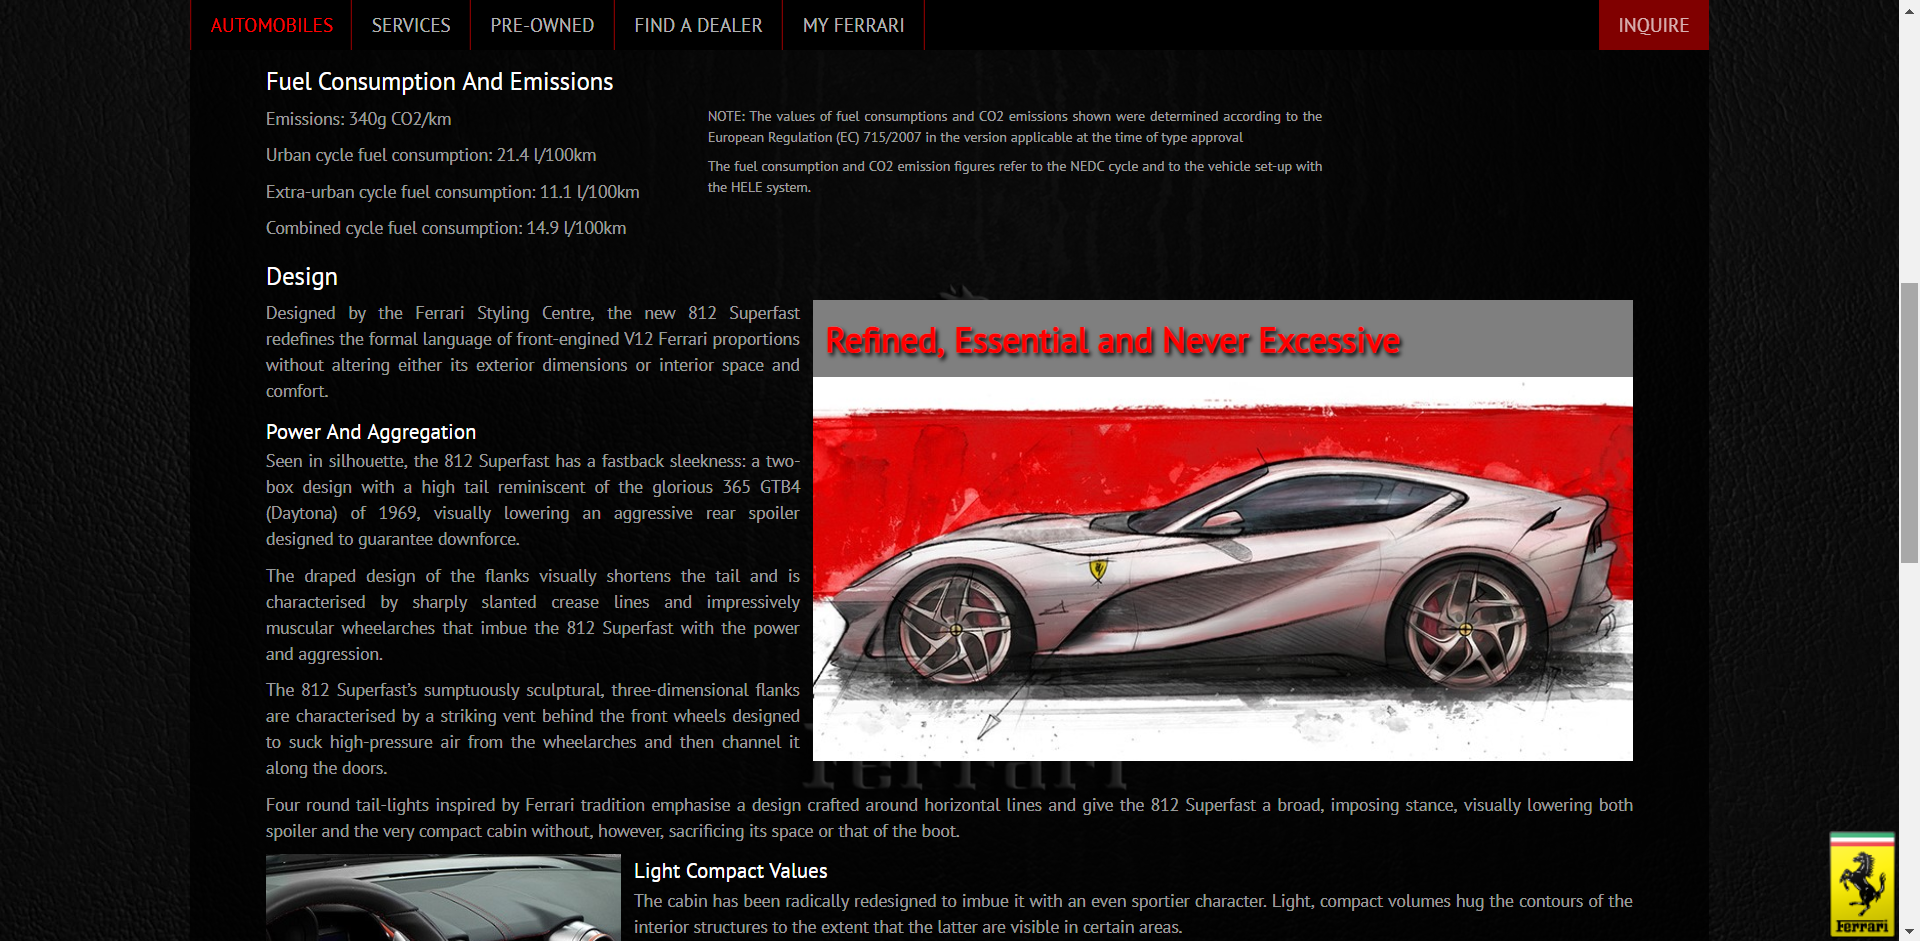 AUTOMOBILES SERVICES PRE-OWNED FIND A DEALER MY FERRARI INQUIRE
Fuel Consumption And Emissions
Emissions: 340g CO2/km
Urban cycle fuel consumption: 21.4 l/100km
Extra-urban cycle fuel consumption: 11.1 l/100km
Combined cycle fuel consumption: 14.9 l/100km
NOTE: The values of fuel consumptions and CO2 emissions shown were determined according to the
European Regulation (EC) 715/2007 in the version applicable at the time of type approval
The fuel consumption and CO2 emission figures refer to the NEDC cycle and to the vehicle set-up with
the HELE system.
Design
Designed by the Ferrari Styling Centre, the new 812 Superfast
redefines the formal language of front-engined V12 Ferrari proportions
without altering either its exterior dimensions or interior space and
comfort.
Power And Aggregation
Seen in silhouette, the 812 Superfast has a fastback sleekness: a two-
box design with a high tail reminiscent of the glorious 365 GTB4
(Daytona) of 1969, visually lowering an aggressive rear spoiler
designed to guarantee downforce.
The draped design of the flanks visually shortens the tail and is
characterised by sharply slanted crease lines and impressively
muscular wheelarches that imbue the 812 Superfast with the power
and aggression.
The 812 Superfast’s sumptuously sculptural, three-dimensional flanks
are characterised by a striking vent behind the front wheels designed
to suck high-pressure air from the wheelarches and then channel it
along the doors.
Refined, Essential and Never Excessive
Ferrari
Four round tail-lights inspired by Ferrari tradition emphasise a design crafted around horizontal lines and give the 812 Superfast a broad, imposing stance, visually lowering both
spoiler and the very compact cabin without, however, sacrificing its space or that of the boot.
Light Compact Values
The cabin has been radically redesigned to imbue it with an even sportier character. Light, compact volumes hug the contours of the
interior structures to the extent that the latter are visible in certain areas.
Ferrari